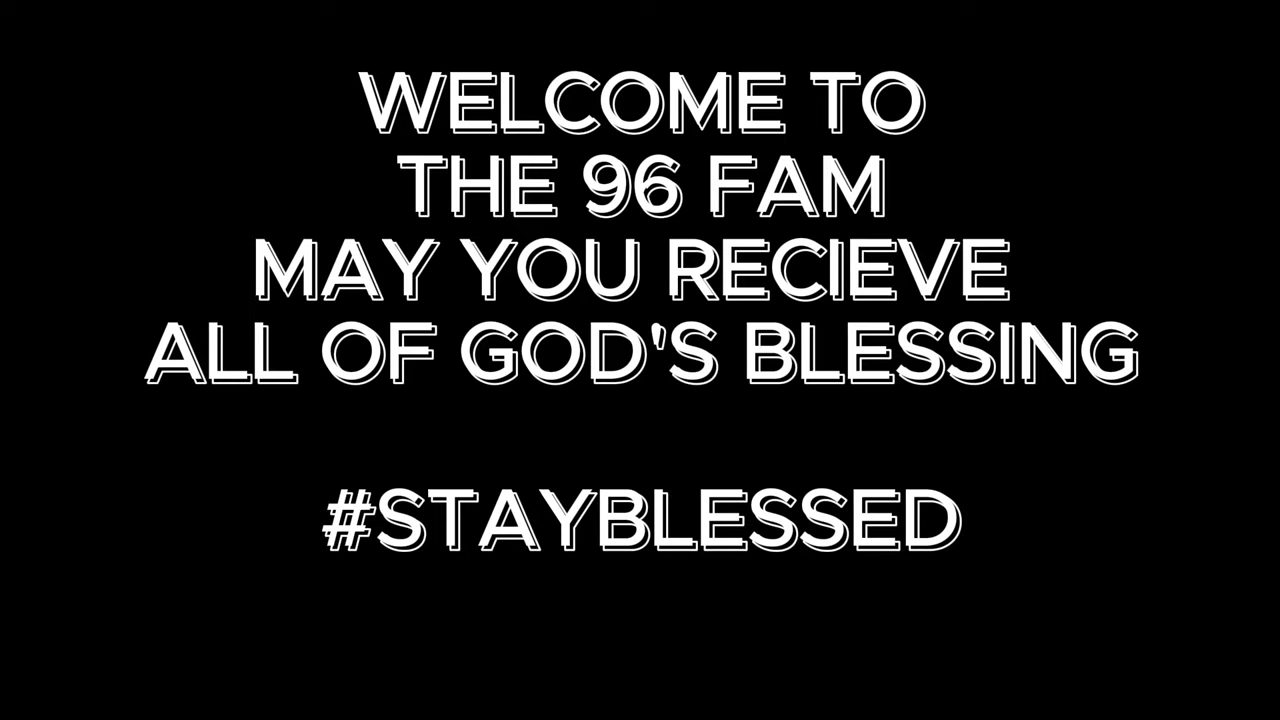 WELCOME TO
THE 96 FAM
MAY YOU RECIEVE
ALL OF GOD'S BLESSING
#STAYBLESSED